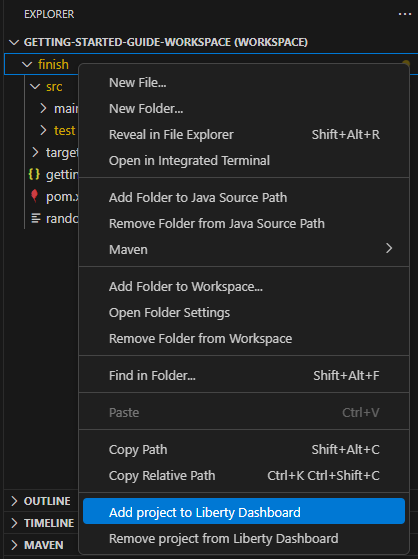 EXPLORER
GETTING-STARTED-GUIDE-WORKSPACE (WORKSPACE)
finish
src
main
test
target
gettin
pom.x
rando
New File...
New Folder...
Reveal in File Explorer Shift+Alt+R
Open in Integrated Terminal
Add Folder to Java Source Path
Remove Folder from Java Source Path
Maven
Add Folder to Workspace...
Open Folder Settings
Remove Folder from Workspace
Find in Folder... Shift+Alt+F
Paste Ctrl+V
Copy Path Shift+Alt+C
Copy Relative Path Ctrl+K Ctrl+Shift+C
Add project to Liberty Dashboard
Remove project from Liberty Dashboard
OUTLINE
TIMELINE
MAVEN